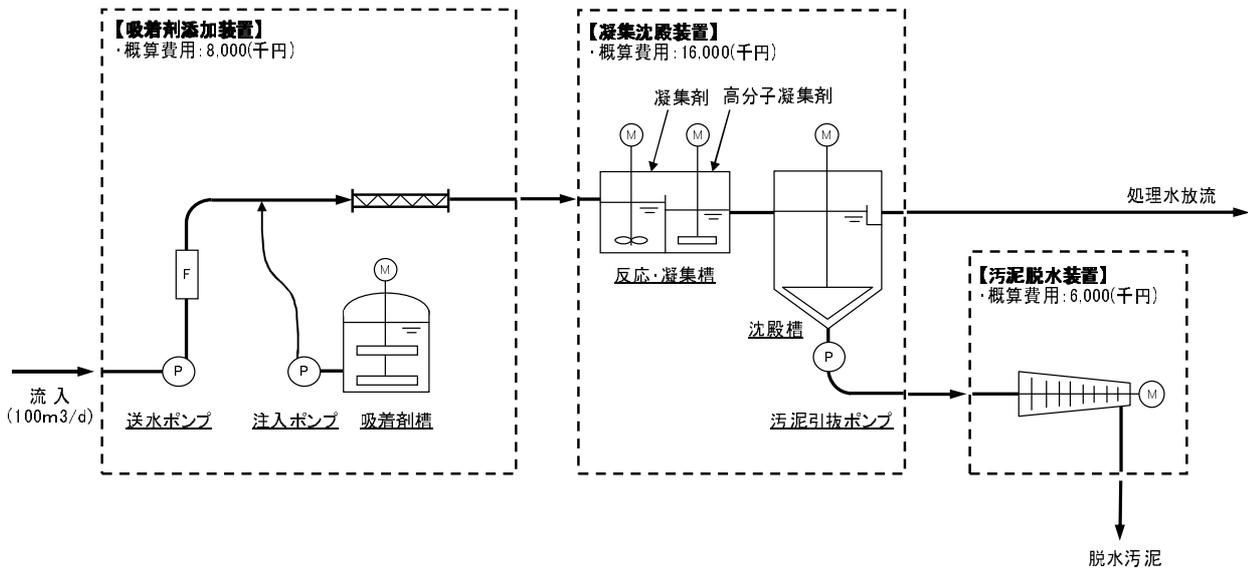 【吸着剤添加装置】
・概算費用:8,000(千円)
【凝集沈殿装置】
・概算費用:16,000(千円)
凝集剤
高分子凝集剤
M
M
M
処理水放流
F
M
反応・凝集槽
【汚泥脱水装置】
・概算費用:6,000(千円)
沈殿槽
P
P
P
流入
(100m3/d)
送水ポンプ
注入ポンプ
吸着剤槽
汚泥引抜ポンプ
M
脱水汚泥